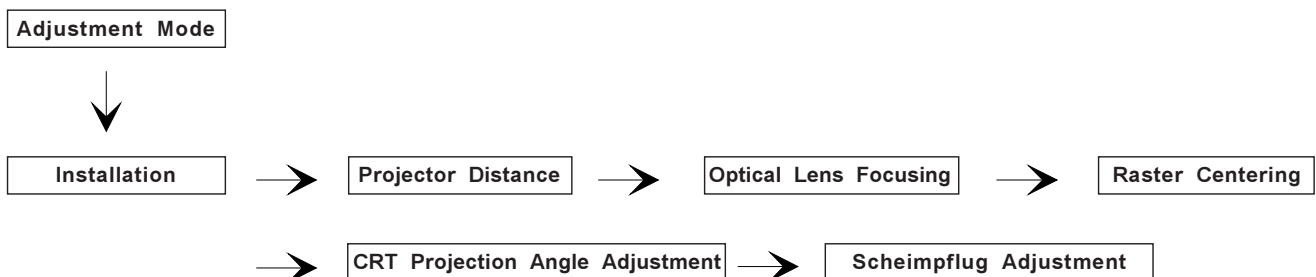 Adjustment Mode
Installation
Projector Distance
Optical Lens Focusing
Raster Centering
CRT Projection Angle Adjustment
Scheimpflug Adjustment